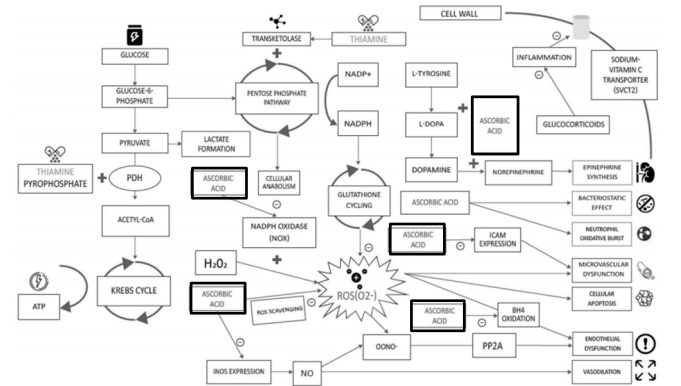 CELL WALL
GLUCOSE
TRANSKETOLASE
THIAMINE
INFLAMMATION
SODIUM-
VITAMIN C
TRANSPORTER
(SVCT2)
GLUCOSE-6-
PHOSPHATE
PENTOSE PHOSPHATE
PATHWAY
NADP+
L-TYROSINE
ASCORBIC
ACID
GLUCOCORTICOIDS
NADPH
L-DOPA
PYRUVATE
LACTATE
FORMATION
THIAMINE
PYROPHOSPHATE
PDH
ASCORBIC
ACID
CELLULAR
ANABOLISM
GLUTATHIONE
CYCLING
DOPAMINE
NOREPINEPHRINE
EPINEPHRINE
SYNTHESIS
ASCORBIC ACID
BACTERIOSTATIC
EFFECT
ACETYL-CoA
NADPH OXIDASE
(NOX)
ASCORBIC
ACID
ICAM
EXPRESSION
NEUTROPHIL
OXIDATIVE BURST
H₂O₂
MICROVASCULAR
DYSFUNCTION
KREBS CYCLE
ATP
ASCORBIC
ACID
ROS SCAVENGING
ROS(O2-)
CELLULAR
APOPTOSIS
ASCORBIC
ACID
BH4
OXIDATION
OONO-
PP2A
ENDOTHELIAL
DYSFUNCTION
iNOS EXPRESSION
NO
VASODILATION